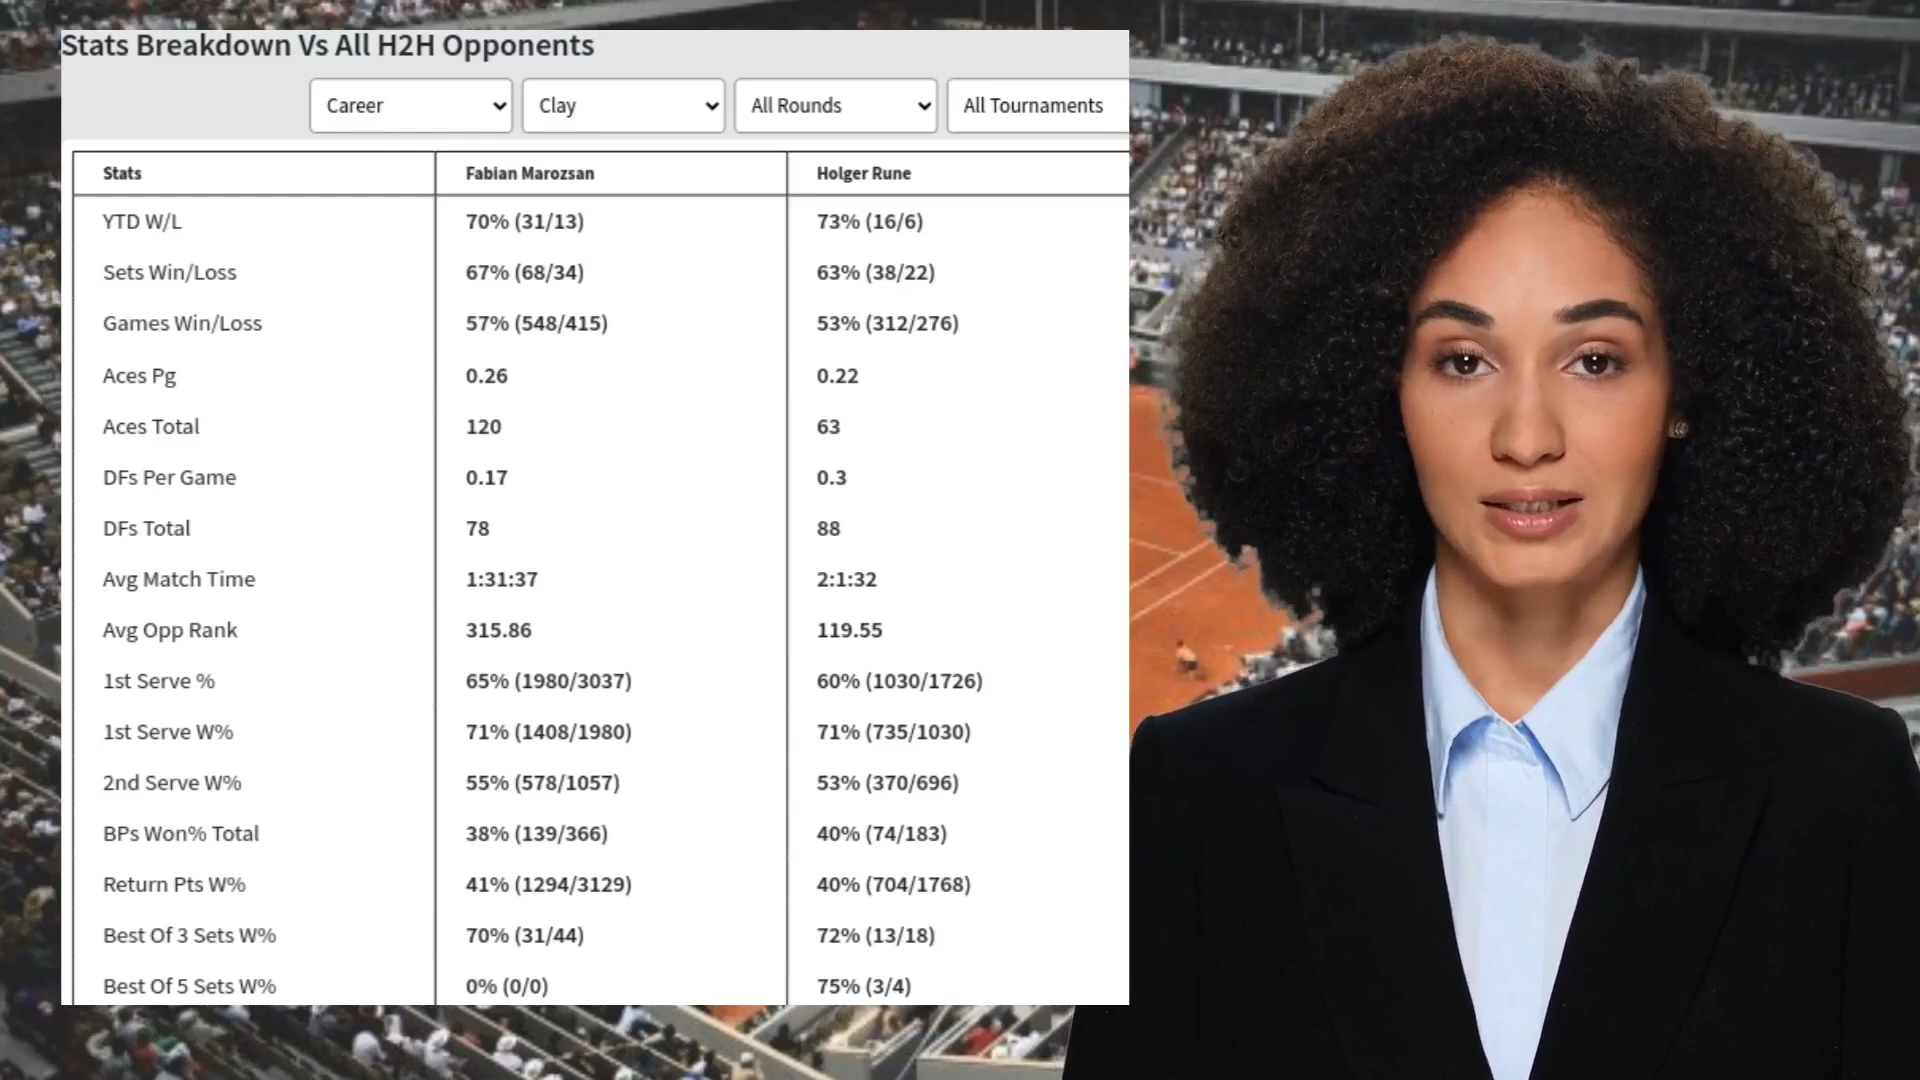 Stats Breakdown Vs All H2H Opponents
Career Clay All Rounds All Tournaments
Stats Fabian Marozsan Holger Rune
YTD W/L 70% (31/13) 73% (16/6)
Sets Win/Loss 67% (68/34) 63% (38/22)
Games Win/Loss 57% (548/415) 53% (312/276)
Aces Pg 0.26 0.22
Aces Total 120 63
DFs Per Game 0.17 0.3
DFs Total 78 88
Avg Match Time 1:31:37 2:1:32
Avg Opp Rank 315.86 119.55
1st Serve % 65% (1980/3037) 60% (1030/1726)
1st Serve W% 71% (1408/1980) 71% (735/1030)
2nd Serve W% 55% (578/1057) 53% (370/696)
BPs Won% Total 38% (139/366) 40% (74/183)
Return Pts W% 41% (1294/3129) 40% (704/1768)
Best Of 3 Sets W% 70% (31/44) 72% (13/18)
Best Of 5 Sets W% 0% (0/0) 75% (3/4)